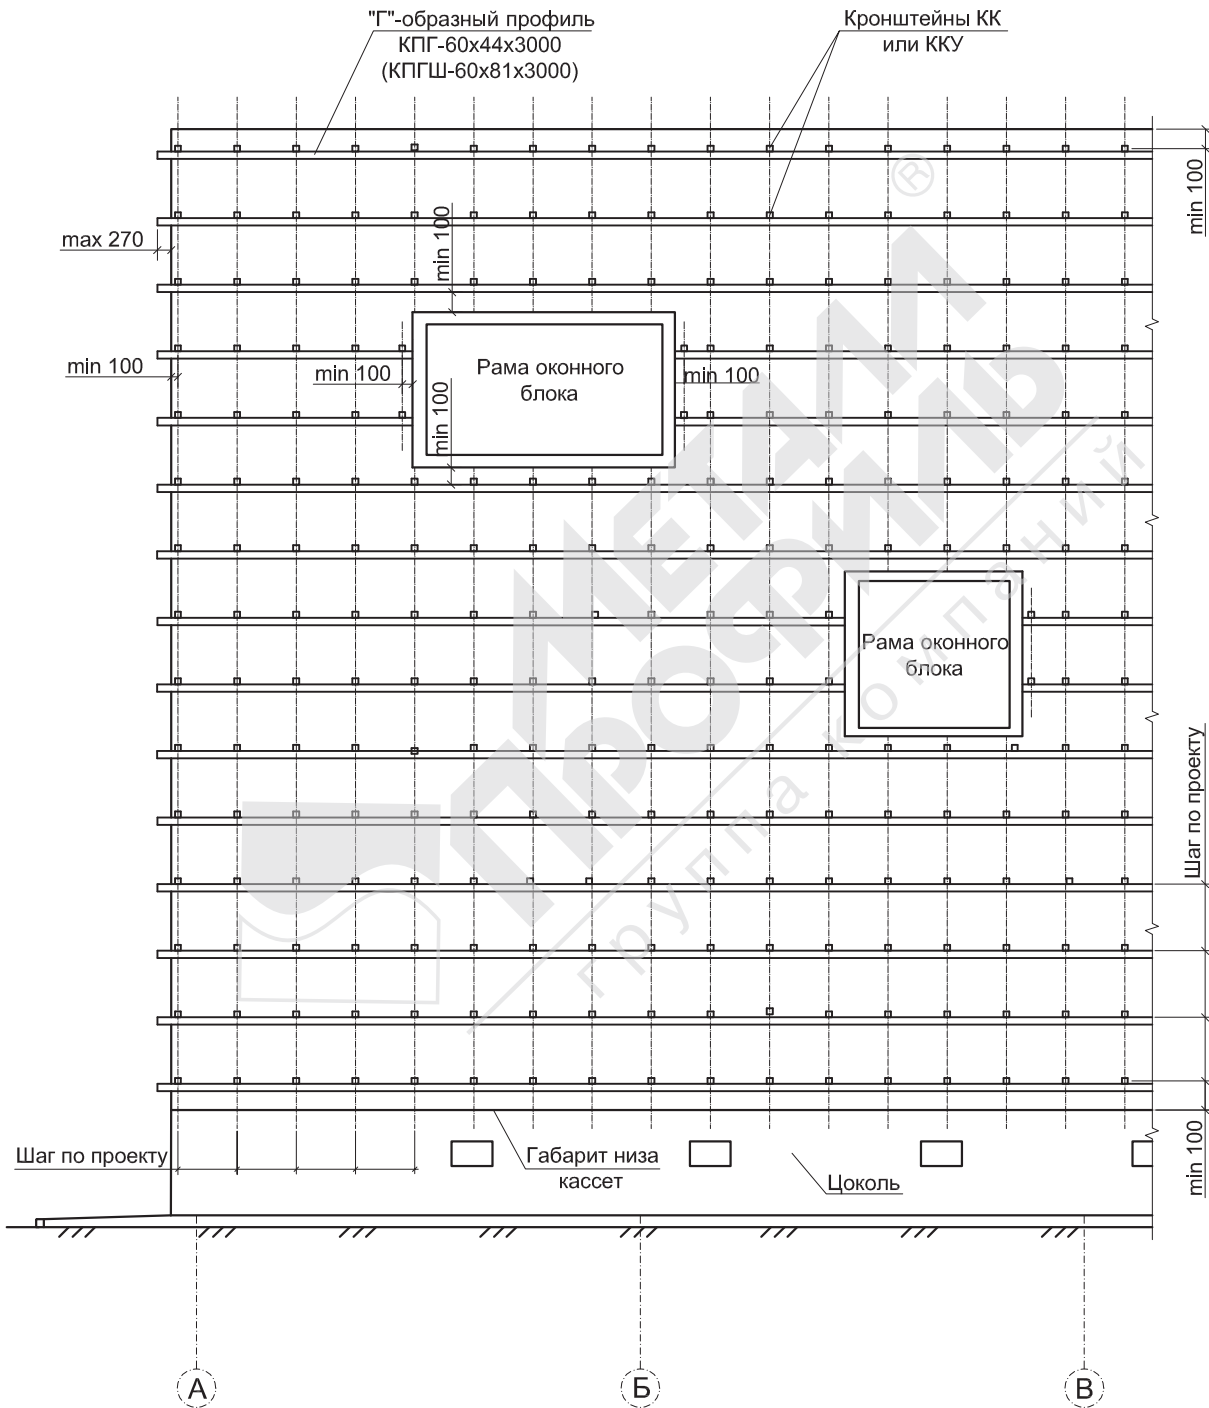 "Г"-образный профиль
КПГ-60х44х3000
(КПГШ-60х81х3000)
Кронштейны КК
или ККУ
min 100
®
max 270
min 100
min 100
min 100
Рама оконного
блока
min 100
min 100
МЕТАЛЛ
ПРОФИЛЬ
группа компаний
Рама оконного
блока
Шаг по проекту
Шаг по проекту
Габарит низа
кассет
Цоколь
min 100
А
Б
В